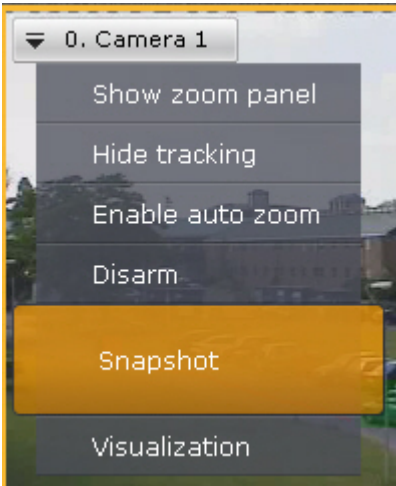 0. Camera 1
Show zoom panel
Hide tracking
Enable auto zoom
Disarm
Snapshot
Visualization